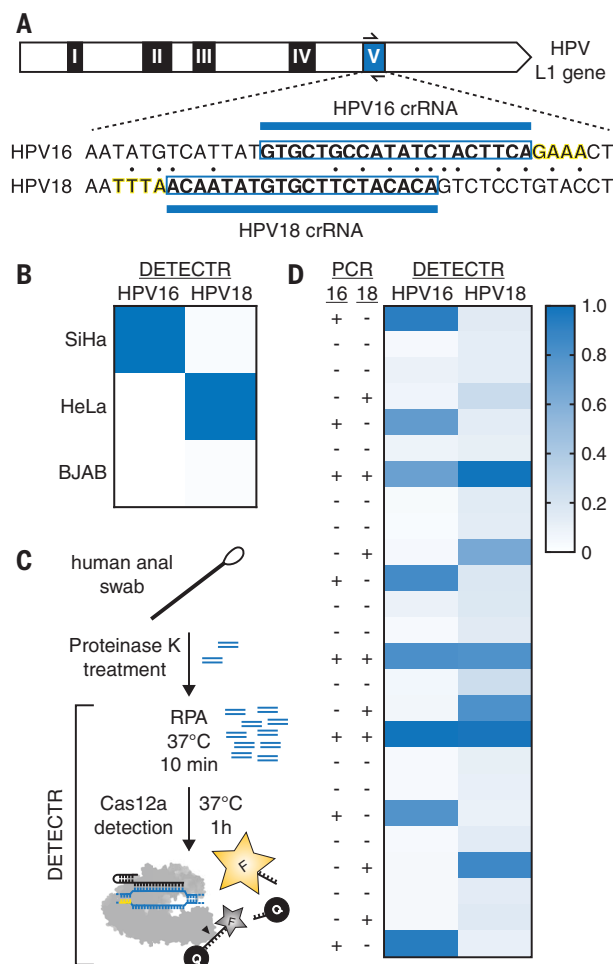 A
I II III IV V
HPV
L1 gene
HPV16 crRNA
HPV16 AATATGTCATTATGTGCTGCCATATCTACTTCAGAAACT
HPV18 AATTTAACAATATGTGCTTCTACACAGTCTCCTGTACCT
HPV18 crRNA
B
DETECTR
HPV16 HPV18
SiHa
HeLa
BJAB
C
human anal
swab
Proteinase K
treatment
RPA
37°C
10 min
Cas12a
detection
37°C
1h
DETECTR
F
F
Q
Q
D
PCR DETECTR
16 18 HPV16 HPV18
+ -
- -
- -
- +
+ -
- -
+ +
- -
- -
- +
+ -
- -
- -
+ +
- -
- +
+ +
- -
- -
+ -
- -
- +
- -
- +
+ -
1.0
0.8
0.6
0.4
0.2
0